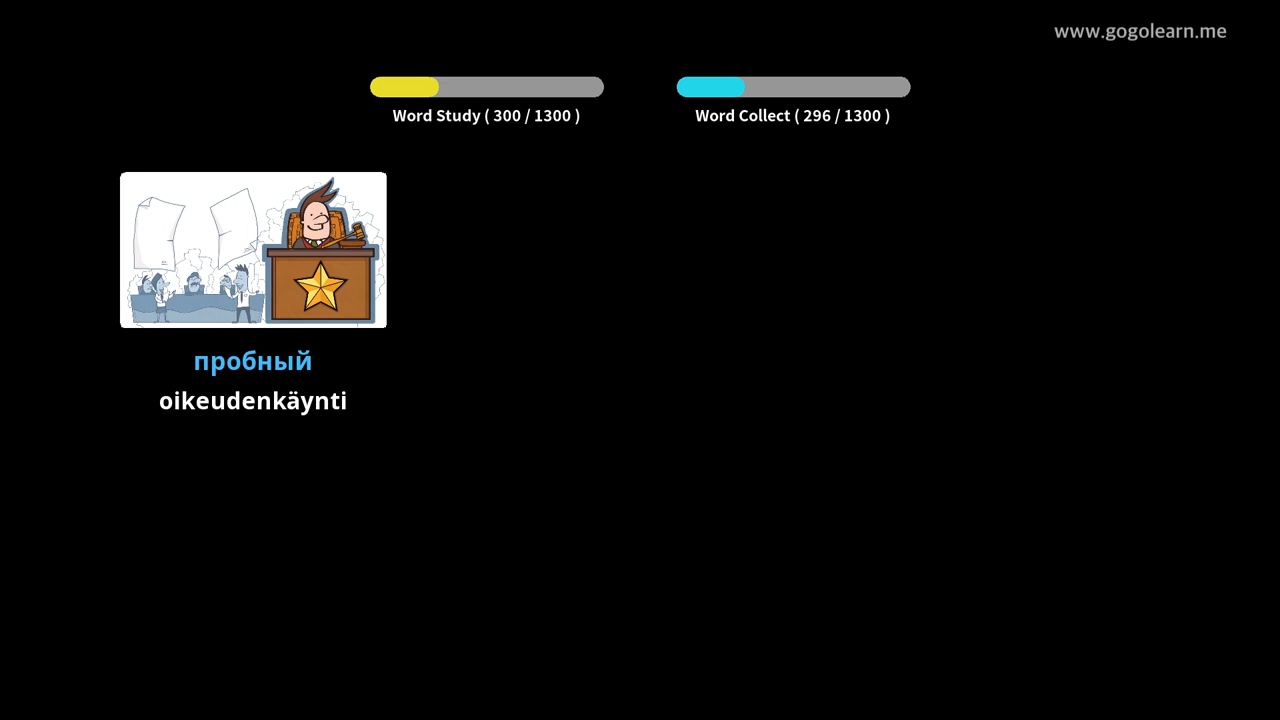 www.gogolearn.me
Word Study ( 300 / 1300 )
Word Collect ( 296 / 1300 )
пробный
oikeudenkäynti